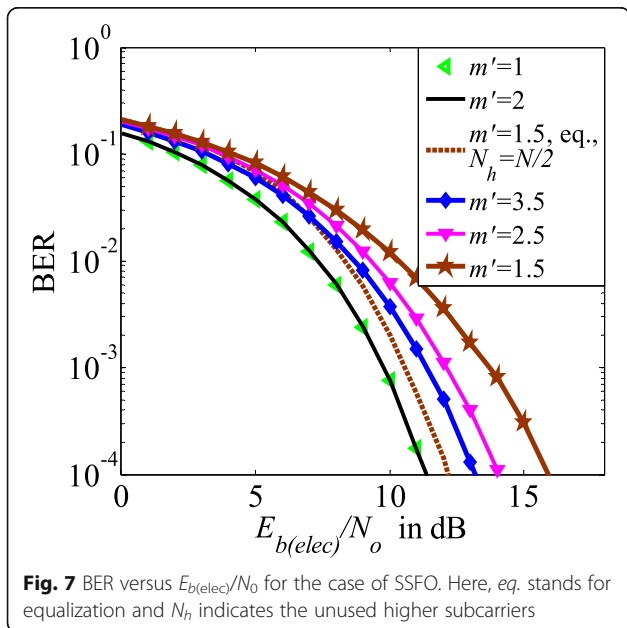 10^0
10^-1
10^-2
10^-3
10^-4
BER
0
5
10
15
E_b(elec)/N_o in dB
m'=1
m'=2
m'=1.5, eq.,
N_h=N/2
m'=3.5
m'=2.5
m'=1.5
Fig. 7 BER versus E_b(elec)/N_0 for the case of SSFO. Here, eq. stands for
equalization and N_h indicates the unused higher subcarriers